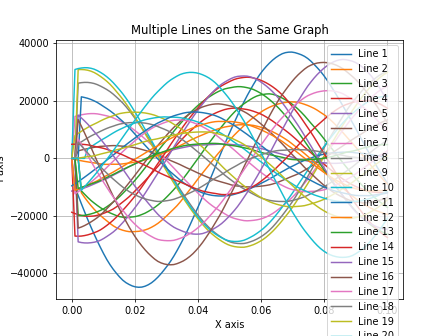 Multiple Lines on the Same Graph
40000
20000
0
−20000
−40000
0.00
0.02
0.04
0.06
0.08
X axis
Line 1
Line 2
Line 3
Line 4
Line 5
Line 6
Line 7
Line 8
Line 9
Line 10
Line 11
Line 12
Line 13
Line 14
Line 15
Line 16
Line 17
Line 18
Line 19
Line 20